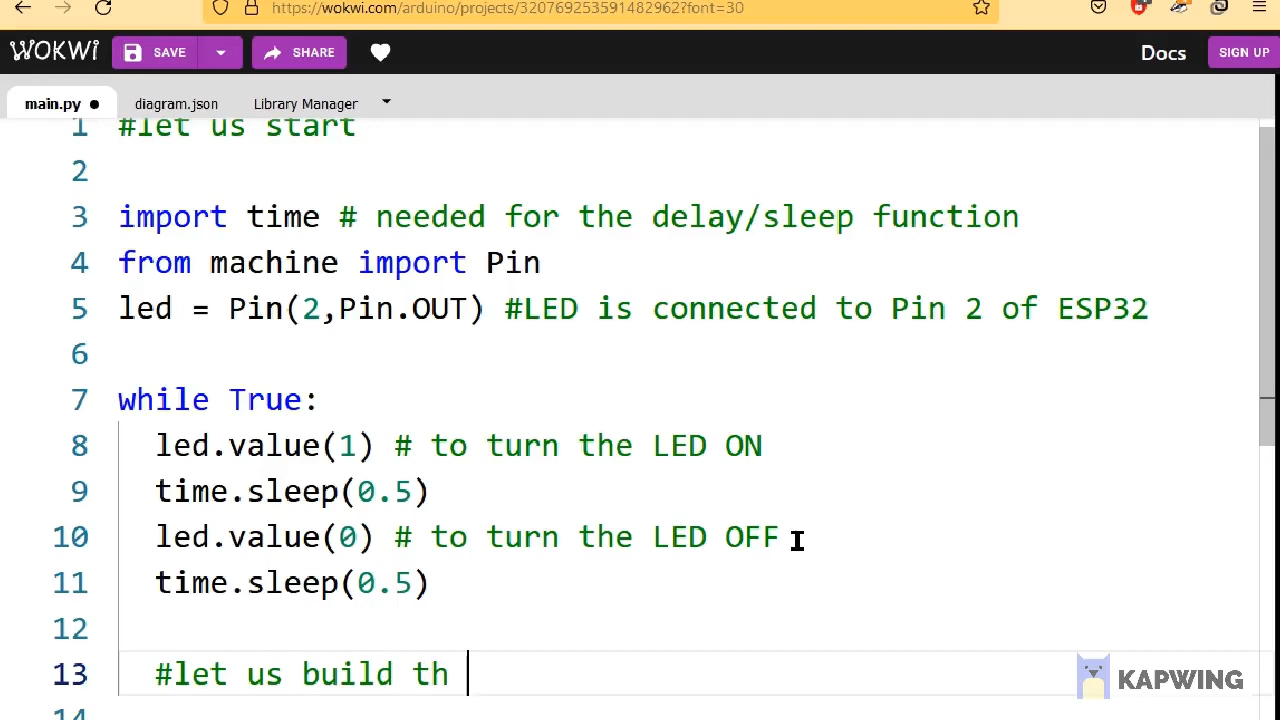 https://wokwi.com/arduino/projects/320769253591482962?font=30
WOKWI SAVE SHARE Docs SIGN UP
main.py diagram.json Library Manager
1 #let us start
2
3 import time # needed for the delay/sleep function
4 from machine import Pin
5 led = Pin(2,Pin.OUT) #LED is connected to Pin 2 of ESP32
6
7 while True:
8 led.value(1) # to turn the LED ON
9 time.sleep(0.5)
10 led.value(0) # to turn the LED OFF
11 time.sleep(0.5)
12
13 #let us build th
14
KAPWING